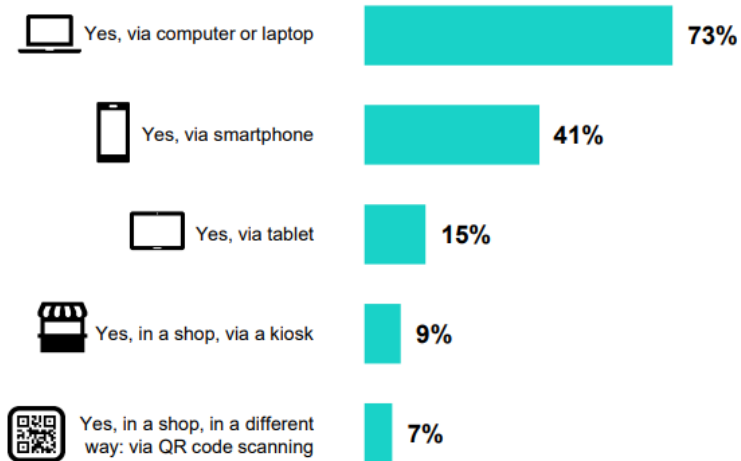 Yes, via computer or laptop
73%
Yes, via smartphone
41%
Yes, via tablet
15%
Yes, in a shop, via a kiosk
9%
Yes, in a shop, in a different
way: via QR code scanning
7%